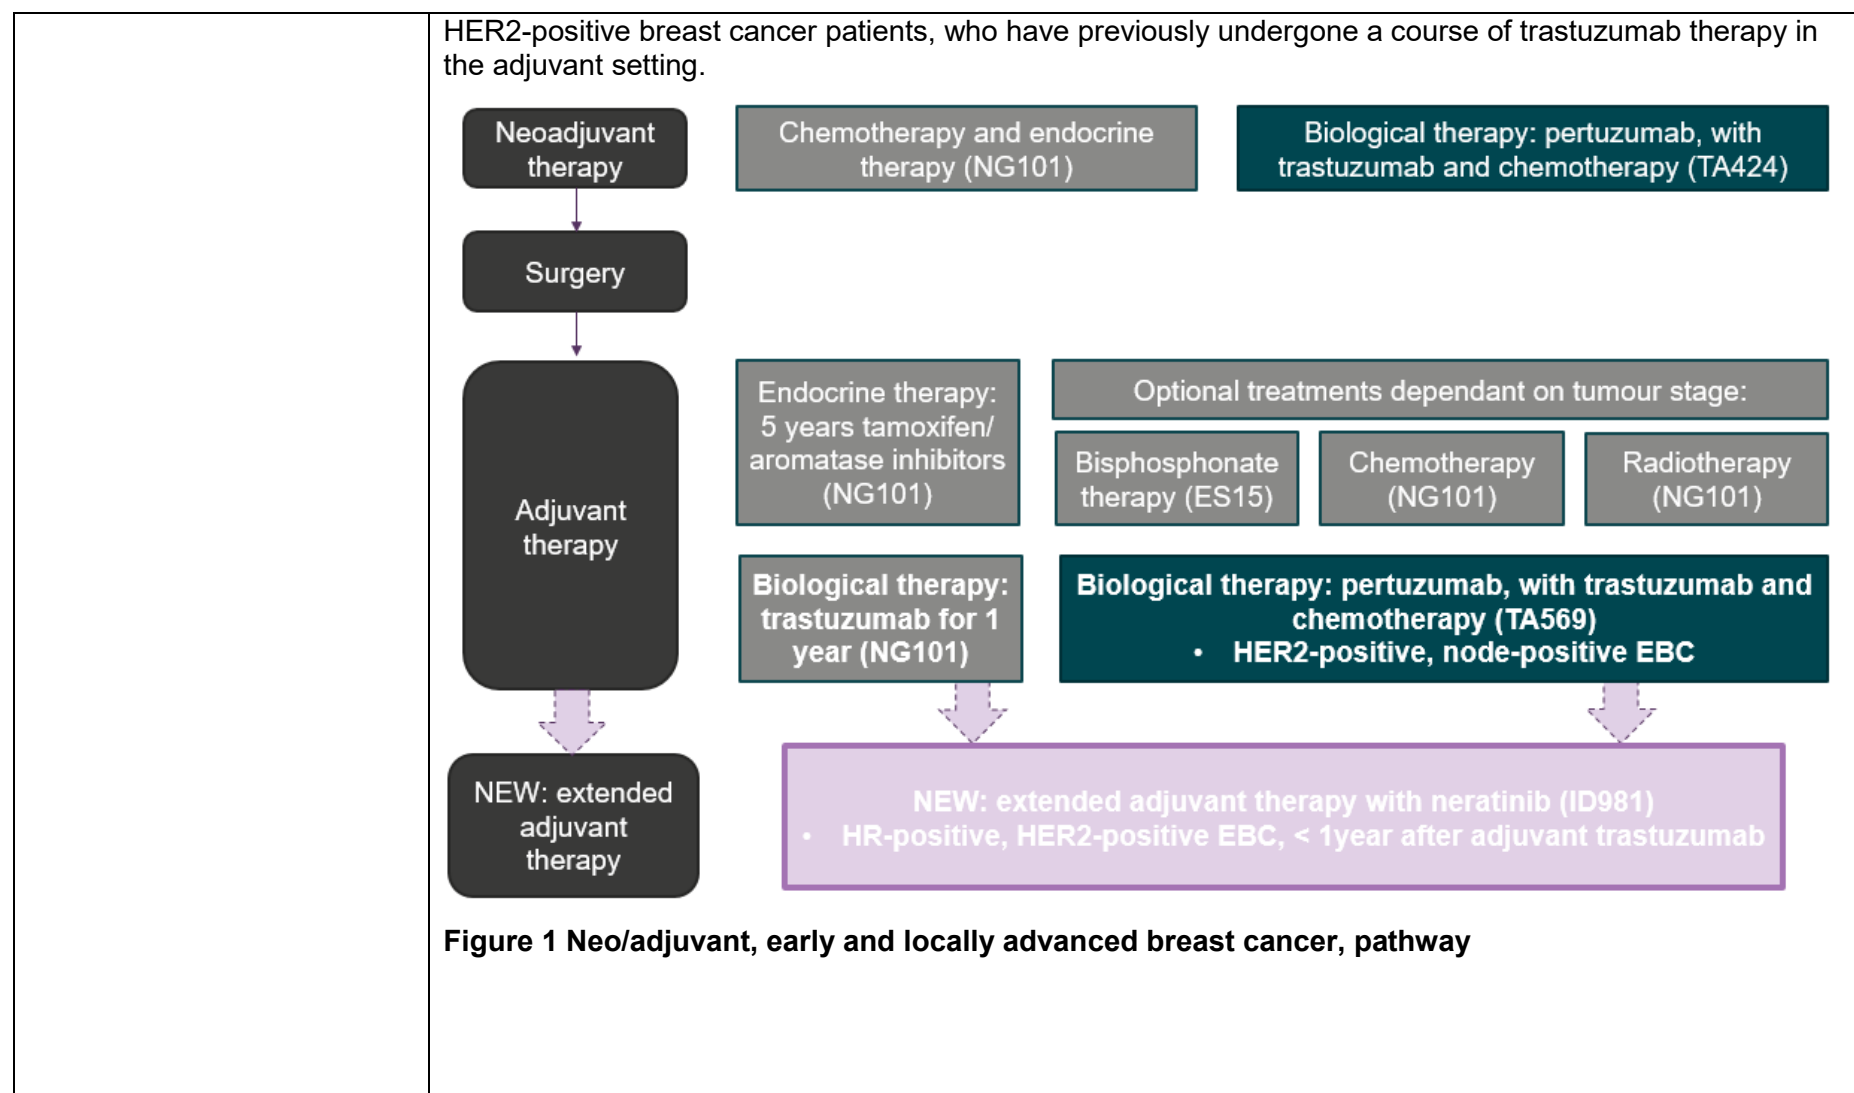 HER2-positive breast cancer patients, who have previously undergone a course of trastuzumab therapy in
the adjuvant setting.
Neoadjuvant
therapy
Chemotherapy and endocrine
therapy (NG101)
Biological therapy: pertuzumab, with
trastuzumab and chemotherapy (TA424)
Surgery
Adjuvant
therapy
Endocrine therapy:
5 years tamoxifen/
aromatase inhibitors
(NG101)
Optional treatments dependant on tumour stage:
Bisphosphonate
therapy (ES15)
Chemotherapy
(NG101)
Radiotherapy
(NG101)
Biological therapy:
trastuzumab for 1
year (NG101)
Biological therapy: pertuzumab, with trastuzumab and
chemotherapy (TA569)
• HER2-positive, node-positive EBC
NEW: extended
adjuvant
therapy
NEW: extended adjuvant therapy with neratinib (ID981)
• HR-positive, HER2-positive EBC, < 1year after adjuvant trastuzumab
Figure 1 Neo/adjuvant, early and locally advanced breast cancer, pathway